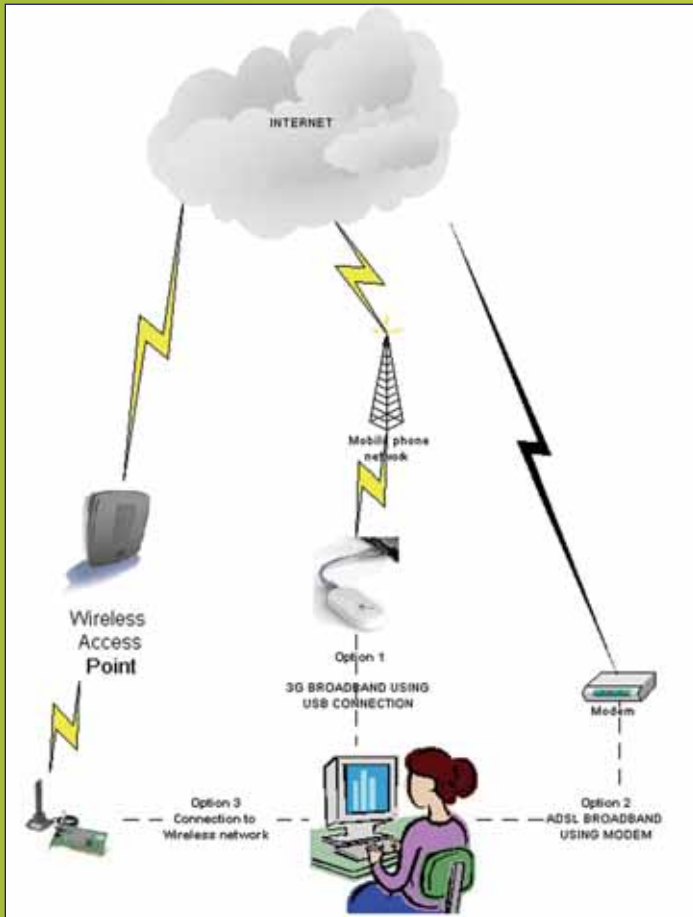 INTERNET
Mobile phone
network
Wireless
Access
Point
Option 1
3G BROADBAND USING
USB CONNECTION
Modem
Option 3
Connection to
Wireless network
Option 2
ADSL BROADBAND
USING MODEM